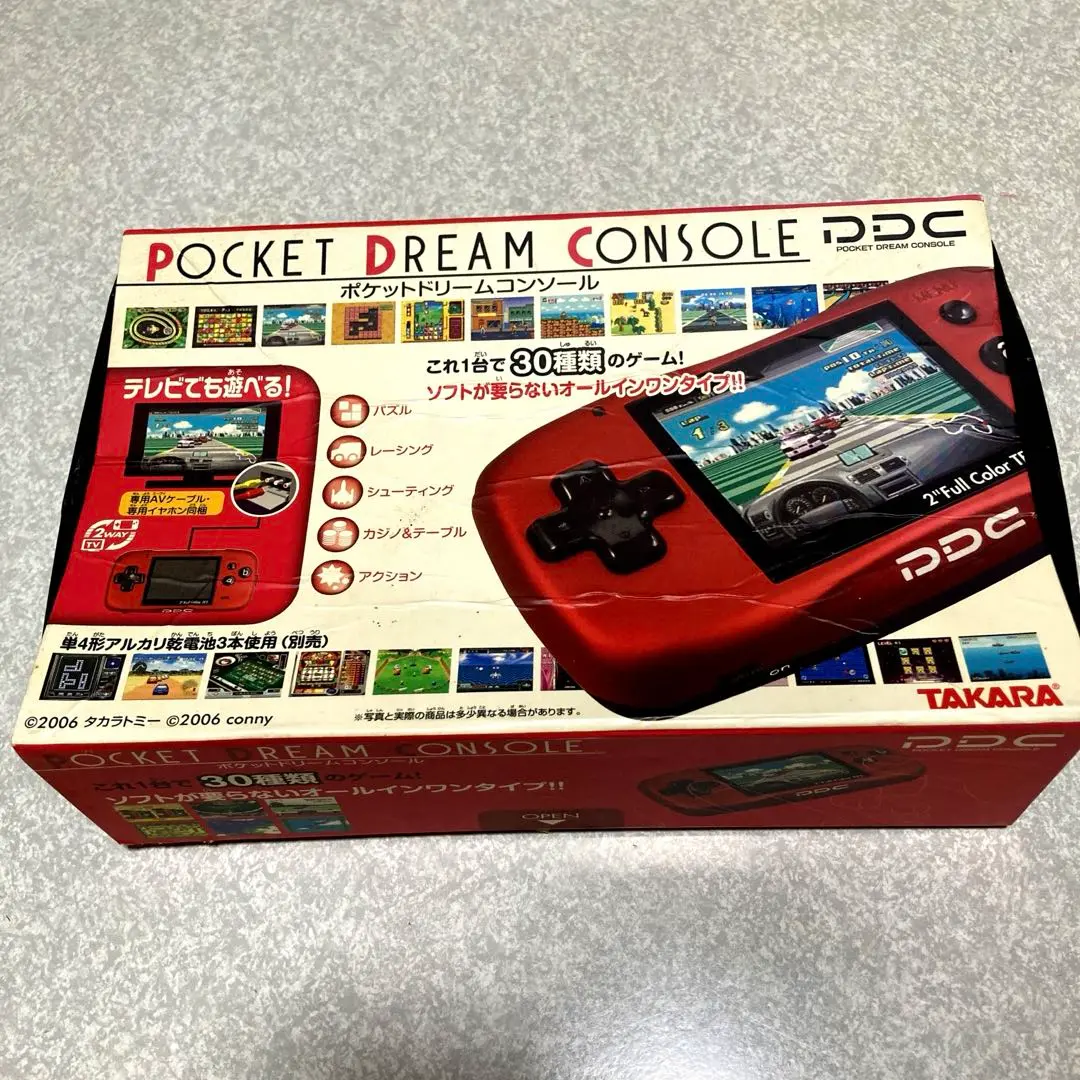 POCKET DREAM CONSOLE
PDC
POCKET DREAM CONSOLE
ポケットドリームコンソール
これ1台で30種類のゲーム!
ソフトが要らないオールインワンタイプ!!
テレビでも遊べる!
専用AVケーブル・
専用イヤホン同梱
2WAY
TV
パズル
レーシング
シューティング
カジノ&テーブル
アクション
MENU
Lap
1/3
2"Full Color TF
PDC
on
単4形アルカリ乾電池3本使用(別売)
TAKARA®
©2006 タカラトミー ©2006 conny
※写真と実際の商品は多少異なる場合があります。
POCKET DREAM CONSOLE
ポケットドリームコンソール
PDC
これ1台で30種類のゲーム!
ソフトが要らないオールインワンタイプ!!
PDC
OPEN